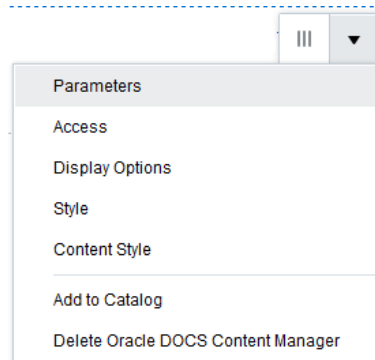 Parameters
Access
Display Options
Style
Content Style
Add to Catalog
Delete Oracle DOCS Content Manager